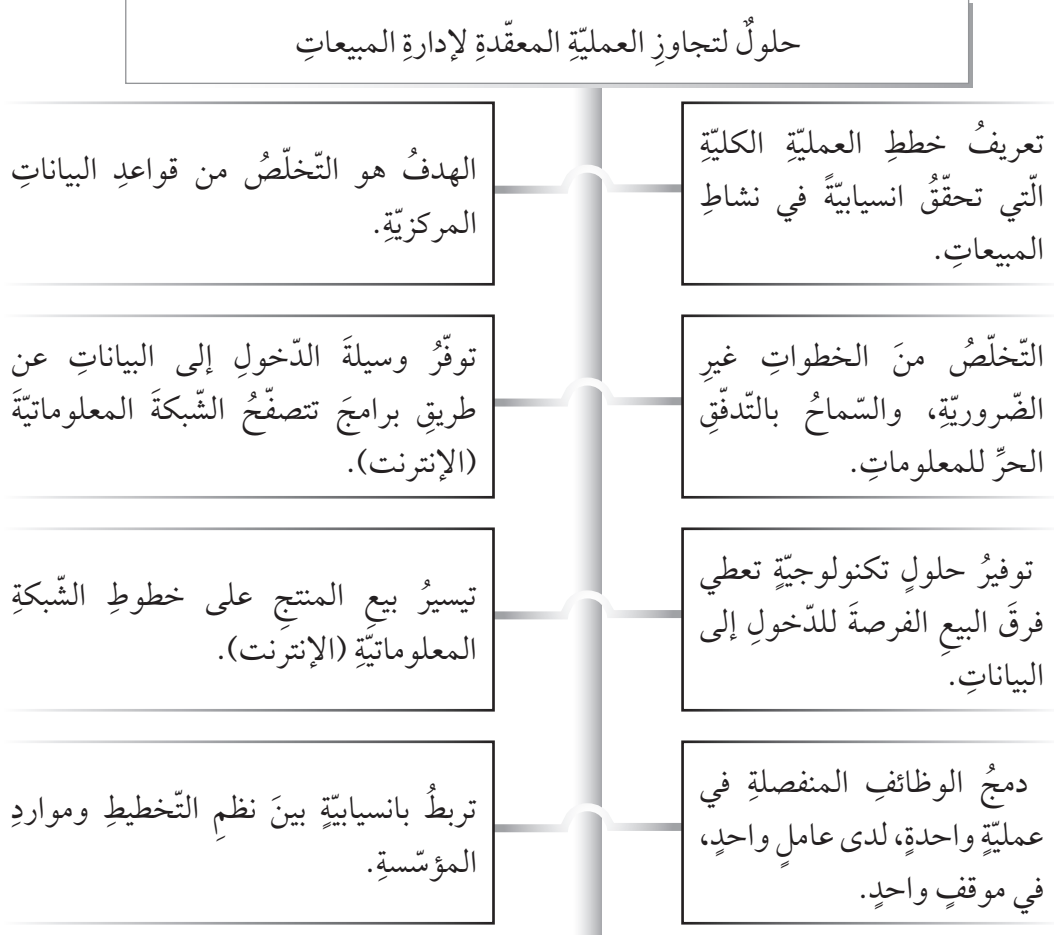 حلولٌ لتجاوزِ العمليّةِ المعقّدةِ لإدارةِ المبيعاتِ
تعريفُ خططِ العمليّةِ الكليّةِ
الّتي تحقّقُ انسيابيّةً في نشاطِ
المبيعاتِ.
الهدفُ هو التّخلّصُ من قواعدِ البياناتِ
المركزيّةِ.
التّخلّصُ منَ الخطواتِ غيرِ
الضّروريّةِ، والسّماحُ بالتّدفّقِ
الحرِّ للمعلوماتِ.
توفّرُ وسيلةَ الدّخولِ إلى البياناتِ عن
طريقِ برامجَ تتصفّحُ الشّبكةَ المعلوماتيّةَ
(الإنترنت).
توفيرُ حلولٍ تكنولوجيّةٍ تعطي
فرقَ البيعِ الفرصةَ للدّخولِ إلى
البياناتِ.
تيسيرُ بيعِ المنتجِ على خطوطِ الشّبكةِ
المعلوماتيّةِ (الإنترنت).
دمجُ الوظائفِ المنفصلةِ في
عمليّةٍ واحدةٍ، لدى عاملٍ واحدٍ،
في موقفٍ واحدٍ.
تربطُ بانسيابيّةٍ بينَ نظمِ التّخطيطِ ومواردِ
المؤسّسةِ.